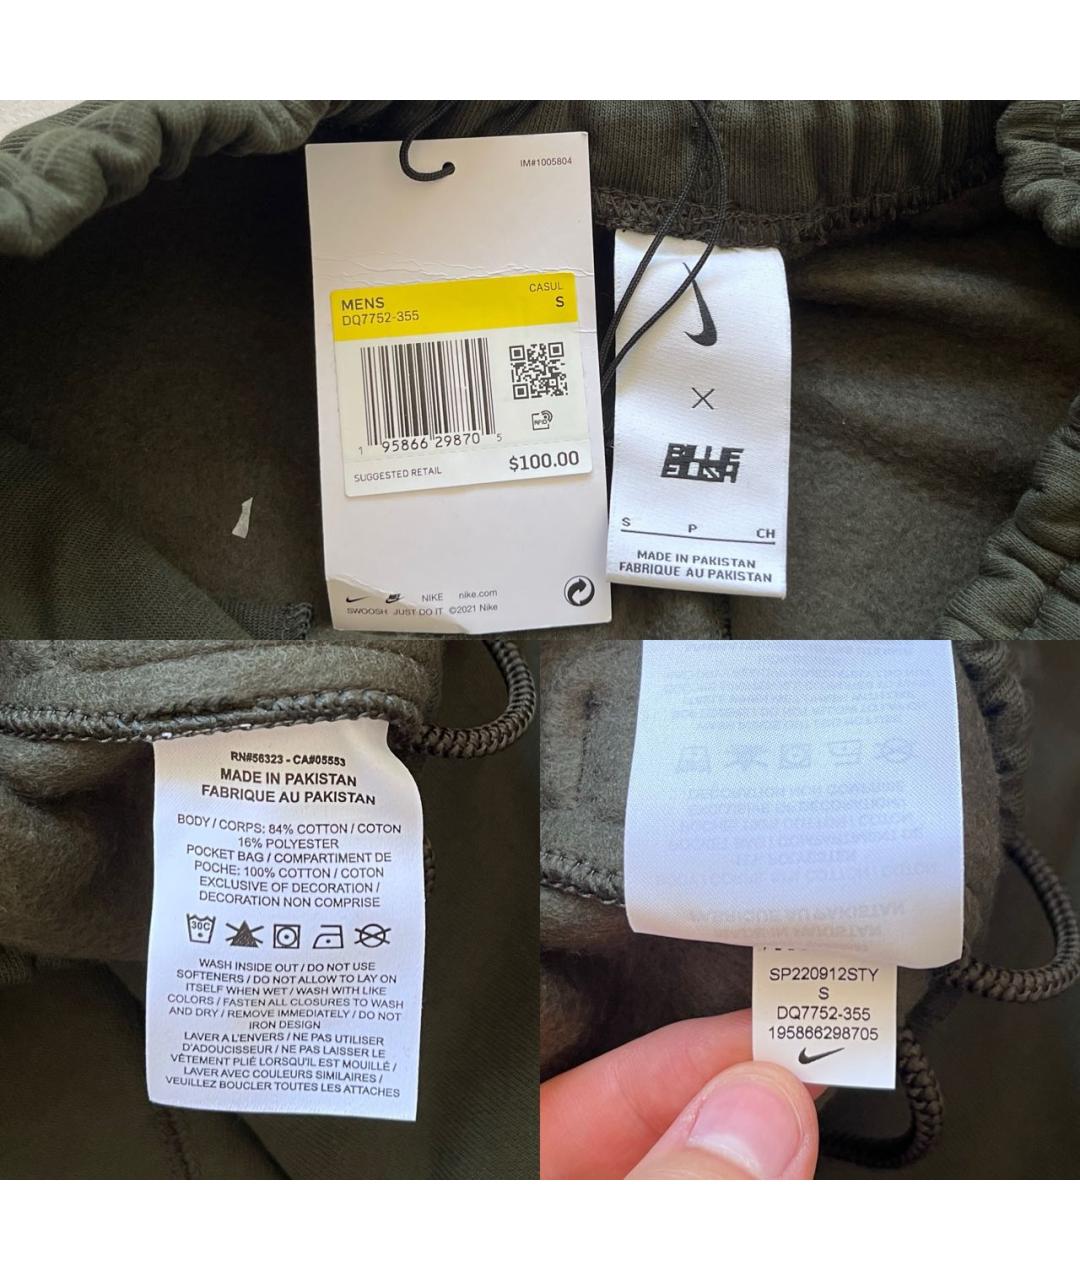 IM#1005804
MENS
CASUL
DQ7752-355
S
RFID
1 95866 29870 5
SUGGESTED RETAIL
$100.00
NIKE nike.com
SWOOSH JUST DO IT ©2021 Nike
X
BILLIE
EILISH
S P CH
MADE IN PAKISTAN
FABRIQUE AU PAKISTAN
RN#56323 - CA#05553
MADE IN PAKISTAN
FABRIQUE AU PAKISTAN
BODY / CORPS: 84% COTTON / COTON
16% POLYESTER
POCKET BAG / COMPARTIMENT DE
POCHE: 100% COTTON / COTON
EXCLUSIVE OF DECORATION /
DECORATION NON COMPRISE
30C
WASH INSIDE OUT / DO NOT USE
SOFTENERS / DO NOT ALLOW TO LAY ON
ITSELF WHEN WET / WASH WITH LIKE
COLORS / FASTEN ALL CLOSURES TO WASH
AND DRY / REMOVE IMMEDIATELY / DO NOT
IRON DESIGN
LAVER A L'ENVERS / NE PAS UTILISER
D'ADOUCISSEUR / NE PAS LAISSER LE
VÊTEMENT PLIÉ LORSQU'IL EST MOUILLÉ /
LAVER AVEC COULEURS SIMILAIRES /
VEUILLEZ BOUCLER TOUTES LES ATTACHES
SP220912STY
S
DQ7752-355
195866298705